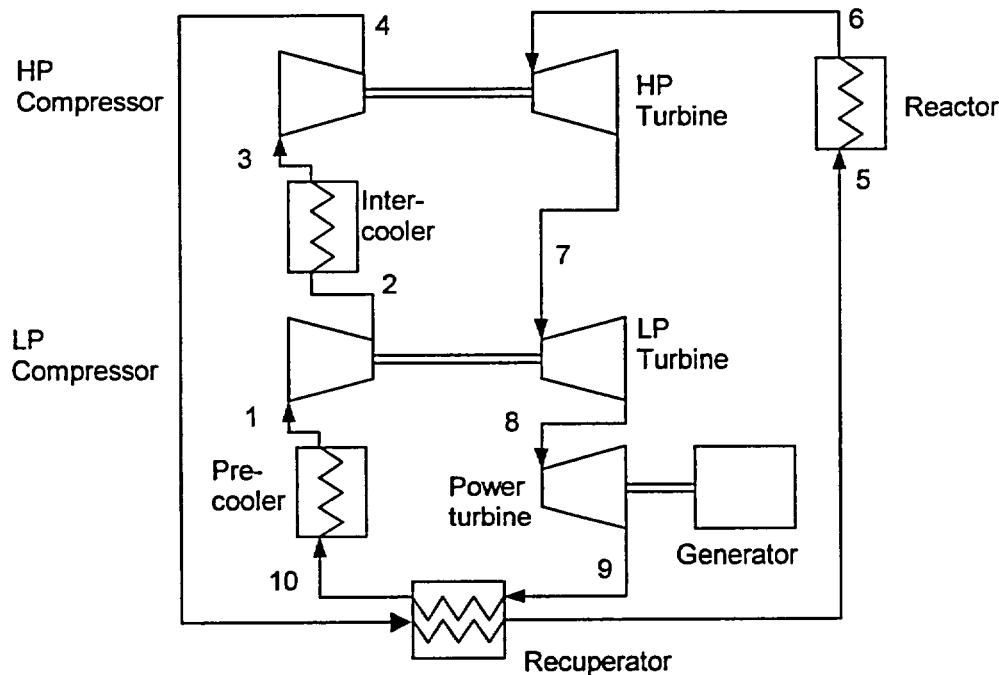 4
6
HP
Compressor
HP
Turbine
Reactor
3
5
Inter-
cooler
7
2
LP
Compressor
LP
Turbine
1
8
Pre-
cooler
Power
turbine
Generator
10
9
Recuperator